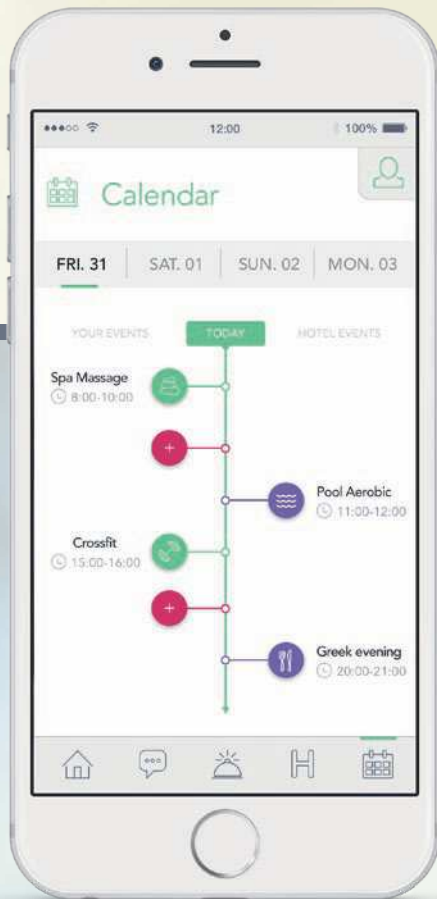 12:00
100%
Calendar
FRI. 31
SAT. 01
SUN. 02
MON. 03
YOUR EVENTS
TODAY
HOTEL EVENTS
Spa Massage
8:00-10:00
Pool Aerobic
11:00-12:00
Crossfit
15:00-16:00
Greek evening
20:00-21:00